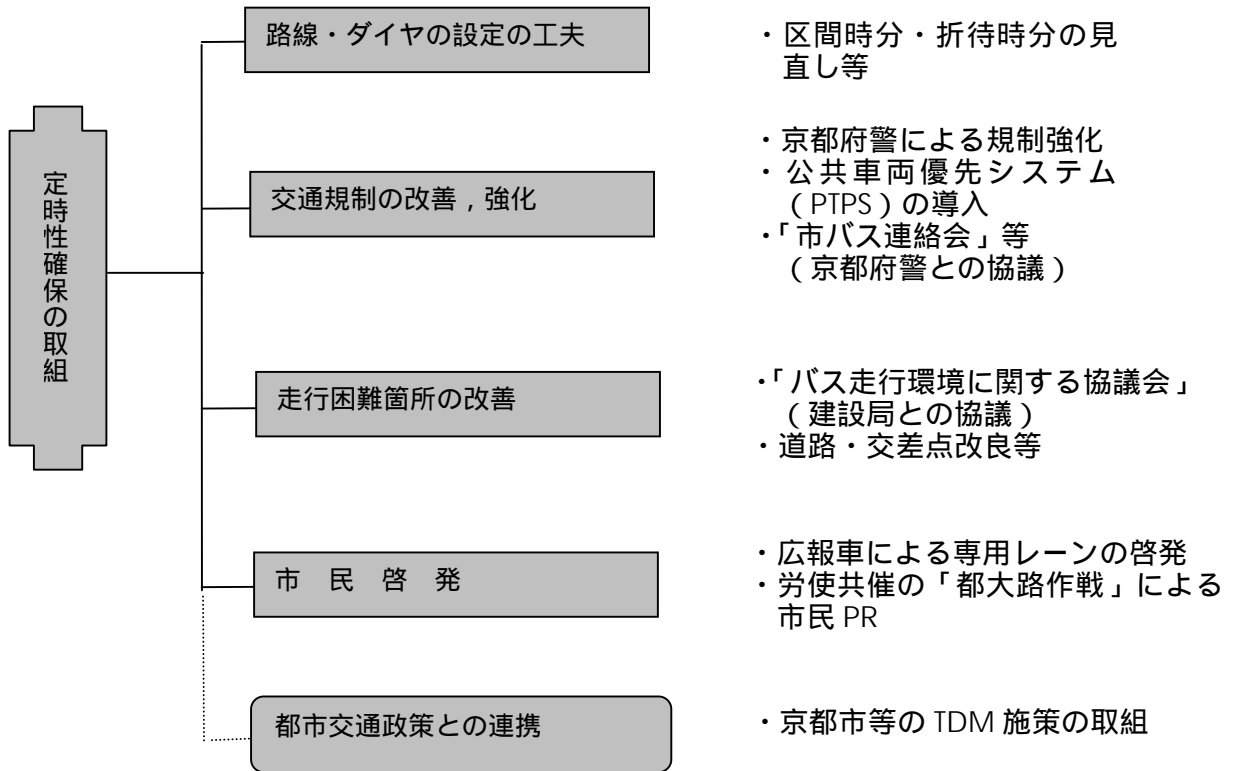 定時性確保の取組
路線・ダイヤの設定の工夫
・区間時分・折待時分の見
直し等
交通規制の改善，強化
・京都府警による規制強化
・公共車両優先システム
（PTPS）の導入
・「市バス連絡会」等
（京都府警との協議）
走行困難箇所の改善
・「バス走行環境に関する協議会」
（建設局との協議）
・道路・交差点改良等
市　民　啓　発
・広報車による専用レーンの啓発
・労使共催の「都大路作戦」による
市民 PR
都市交通政策との連携
・京都市等の TDM 施策の取組